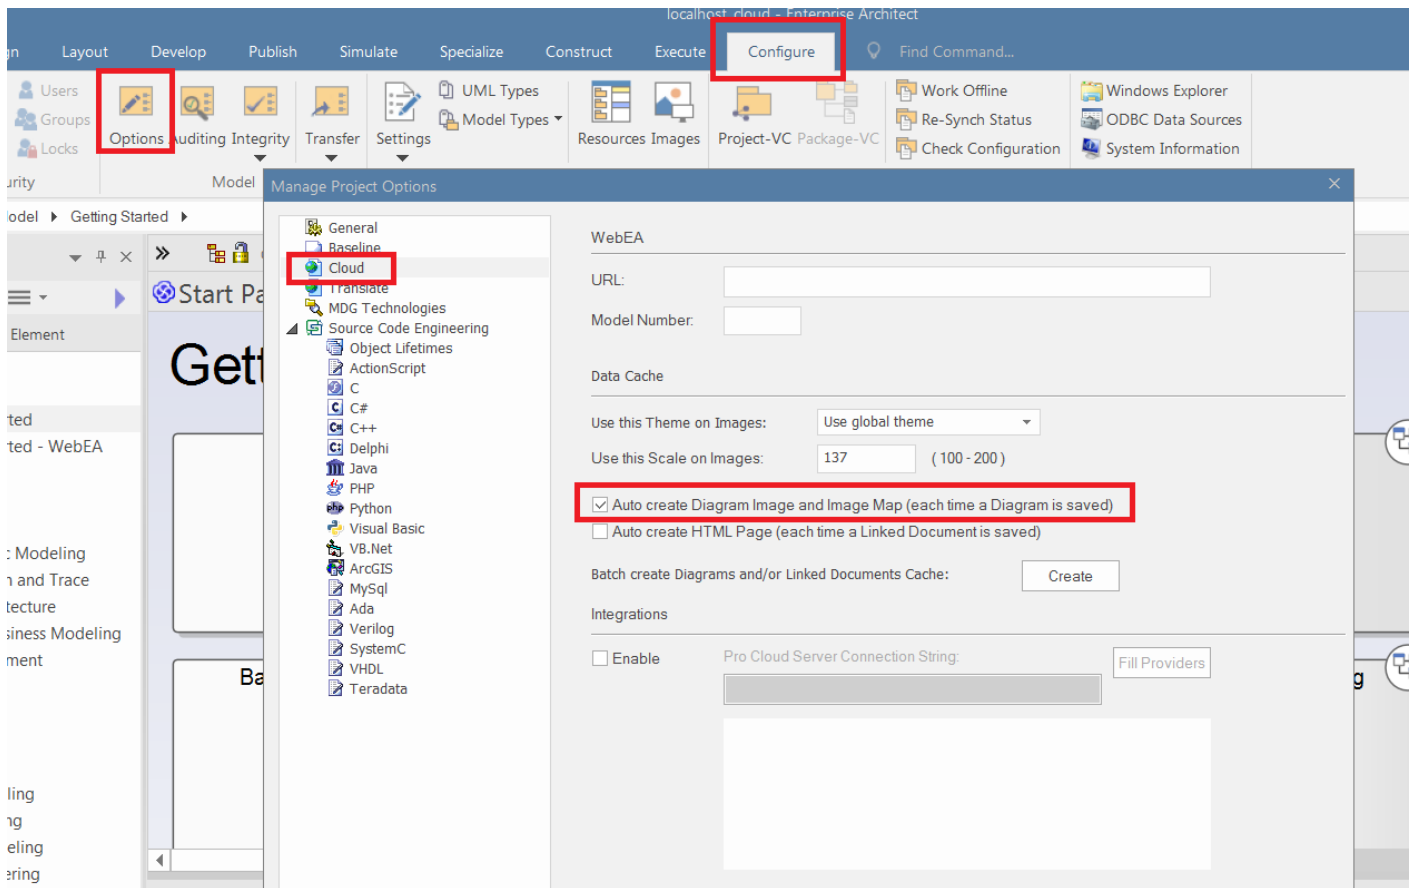 localhost_cloud - Enterprise Architect
Layout Develop Publish Simulate Specialize Construct Execute Configure Find Command...
Users
Groups
Locks
Options Auditing Integrity Transfer Settings
UML Types
Model Types
Resources Images Project-VC Package-VC
Work Offline
Re-Synch Status
Check Configuration
Windows Explorer
ODBC Data Sources
System Information
urity Model
Manage Project Options
odel Getting Started
Start Pa
Element
Gett
rted
rted - WebEA
c Modeling
n and Trace
tecture
siness Modeling
ment
Ba
ling
ng
eling
ering
General
Baseline
Cloud
Translate
MDG Technologies
Source Code Engineering
Object Lifetimes
ActionScript
C
C#
C++
Delphi
Java
PHP
Python
Visual Basic
VB.Net
ArcGIS
MySql
Ada
Verilog
SystemC
VHDL
Teradata
WebEA
URL:
Model Number:
Data Cache
Use this Theme on Images: Use global theme
Use this Scale on Images: 137 ( 100 - 200 )
Auto create Diagram Image and Image Map (each time a Diagram is saved)
Auto create HTML Page (each time a Linked Document is saved)
Batch create Diagrams and/or Linked Documents Cache: Create
Integrations
Enable Pro Cloud Server Connection String: Fill Providers
g